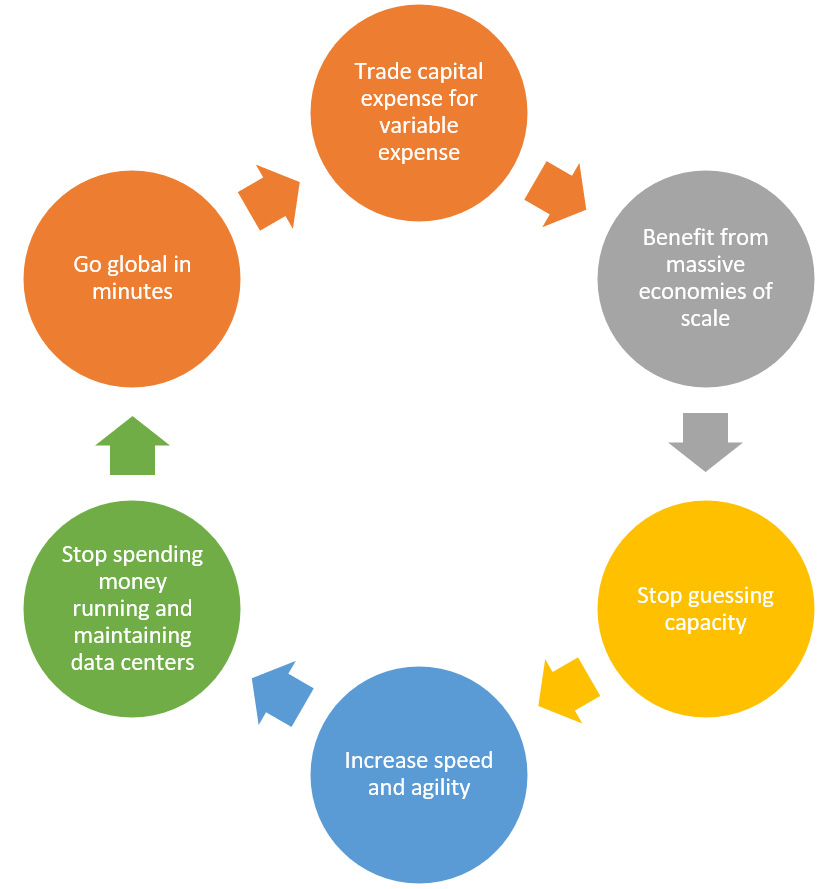 Trade capital
expense for
variable
expense
Benefit from
massive
economies of
scale
Stop guessing
capacity
Increase speed
and agility
Stop spending
money
running and
maintaining
data centers
Go global in
minutes